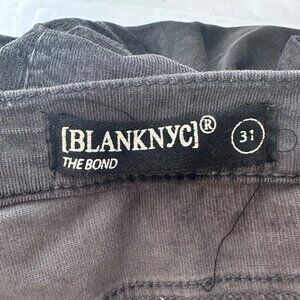 [BLANKNYC]® 31
THE BOND